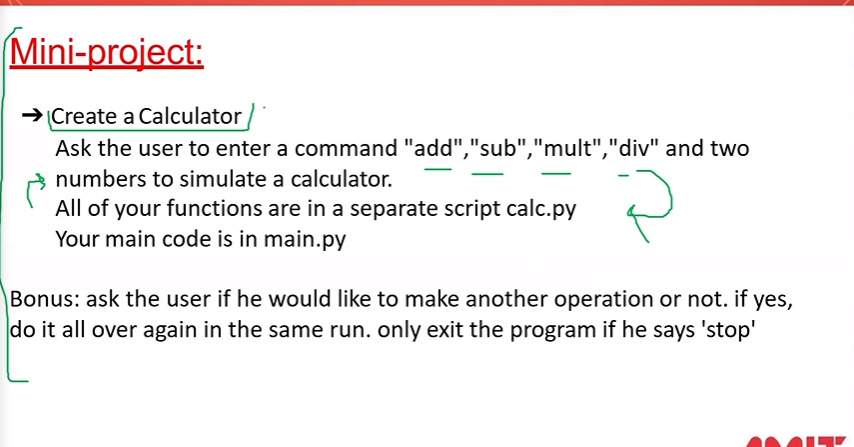 Mini-project:
➔ Create a Calculator
Ask the user to enter a command "add","sub","mult","div" and two
numbers to simulate a calculator.
All of your functions are in a separate script calc.py
Your main code is in main.py
Bonus: ask the user if he would like to make another operation or not. if yes,
do it all over again in the same run. only exit the program if he says 'stop'